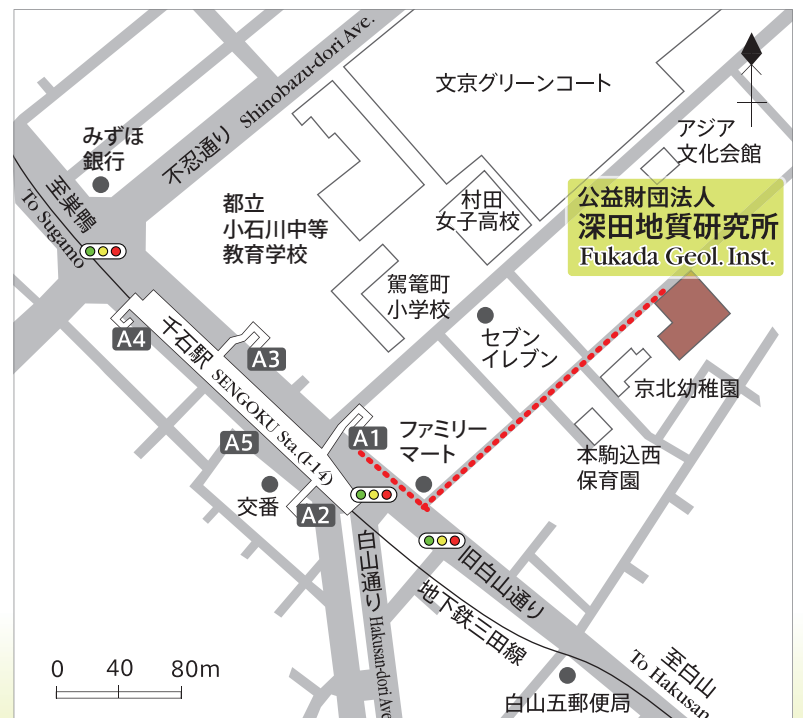 文京グリーンコート
不忍通り Shinobazu-dori Ave.
みずほ
銀行
アジア
文化会館
至巣鴨
To Sugamo
都立
小石川中等
教育学校
村田
女子高校
公益財団法人
深田地質研究所
Fukada Geol. Inst.
駕篭町
小学校
セブン
イレブン
A4
千石駅 SENGOKU Sta.(I-14)
A3
京北幼稚園
A1
ファミリー
マート
A5
本駒込西
保育園
交番
A2
白山通り Hakusan-dori Ave.
旧白山通り
地下鉄三田線
至白山
To Hakusan
0 40 80m
白山五郵便局